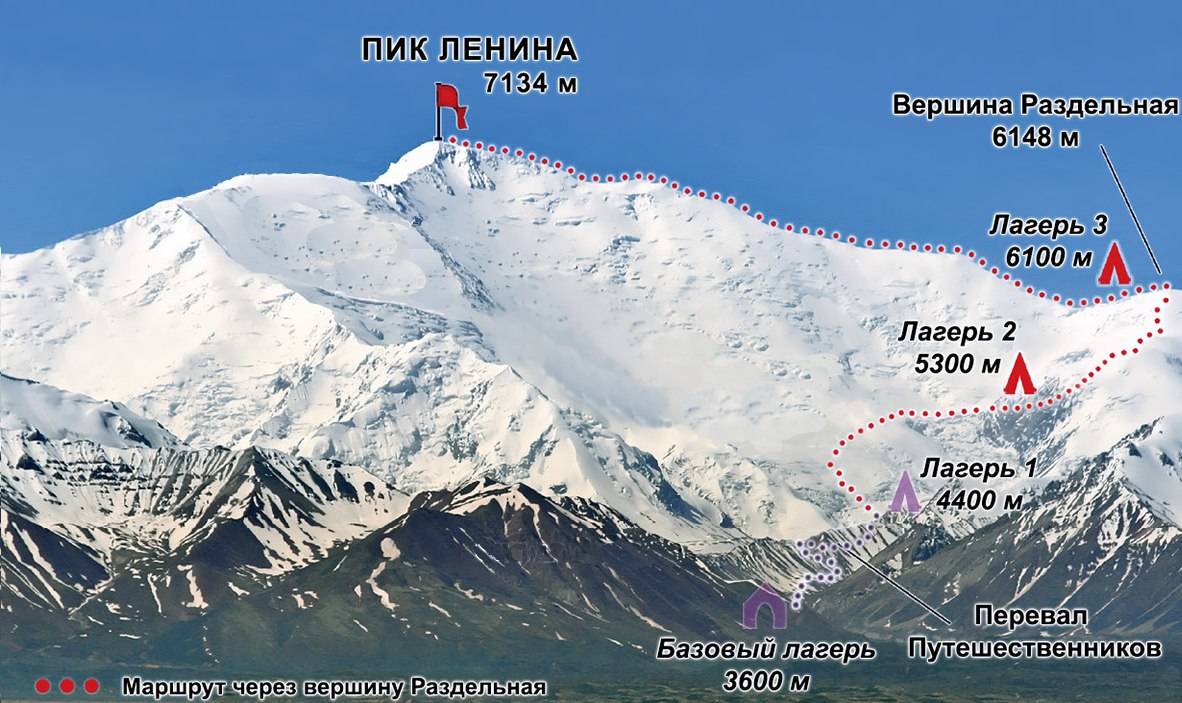 ПИК ЛЕНИНА
7134 м
Вершина Раздельная
6148 м
Лагерь 3
6100 м
Лагерь 2
5300 м
Лагерь 1
4400 м
Перевал
Путешественников
Базовый лагерь
3600 м
Маршрут через вершину Раздельная